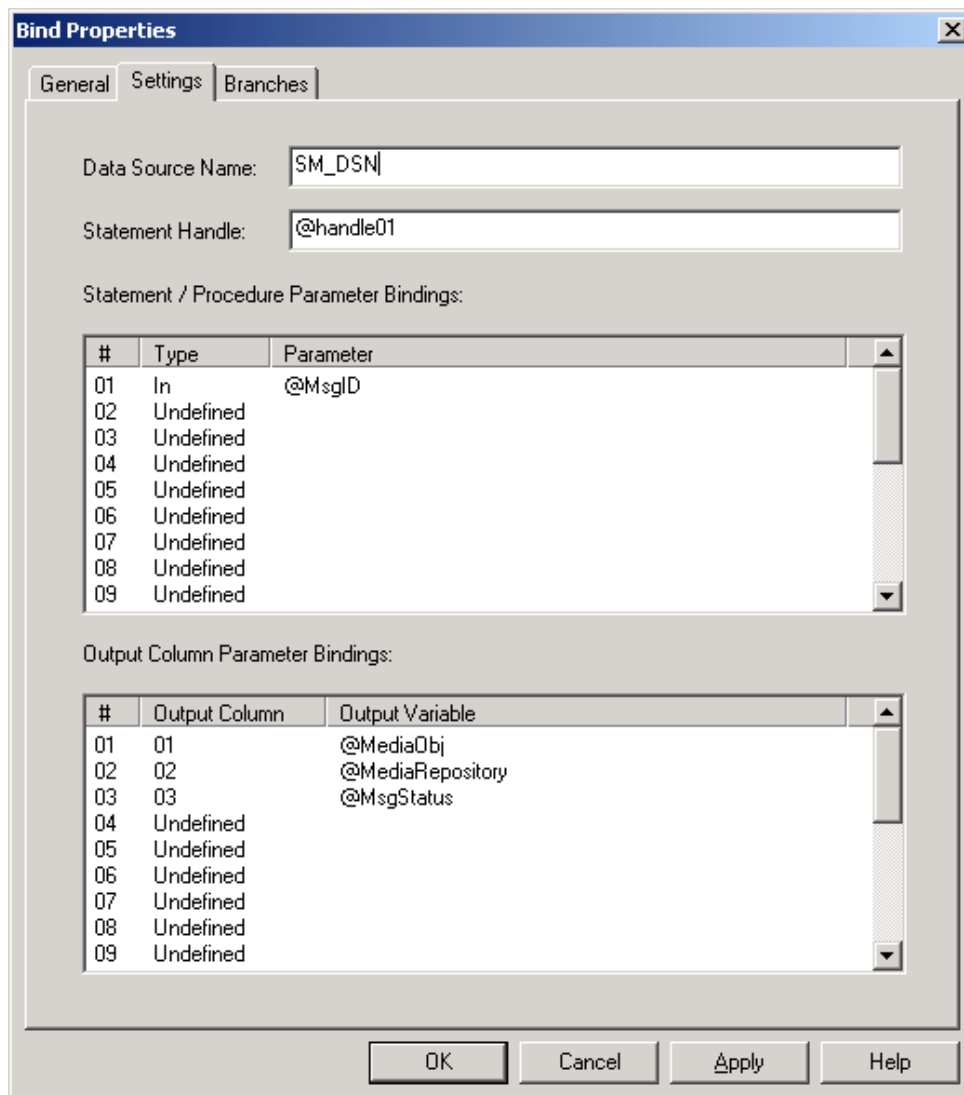 Bind Properties
General Settings Branches
Data Source Name: SM_DSN
Statement Handle: @handle01
Statement / Procedure Parameter Bindings:
# Type Parameter
01 In @MsgID
02 Undefined
03 Undefined
04 Undefined
05 Undefined
06 Undefined
07 Undefined
08 Undefined
09 Undefined
Output Column Parameter Bindings:
# Output Column Output Variable
01 01 @MediaObj
02 02 @MediaRepository
03 03 @MsgStatus
04 Undefined
05 Undefined
06 Undefined
07 Undefined
08 Undefined
09 Undefined
OK Cancel Apply Help